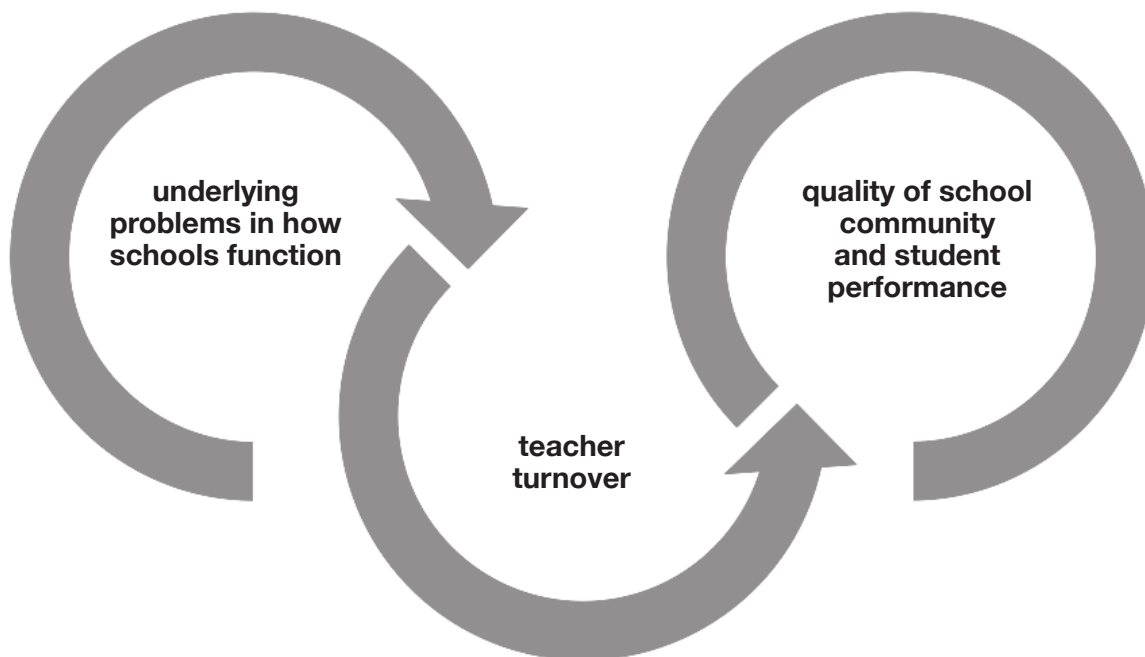 underlying
problems in how
schools function
teacher
turnover
quality of school
community
and student
performance